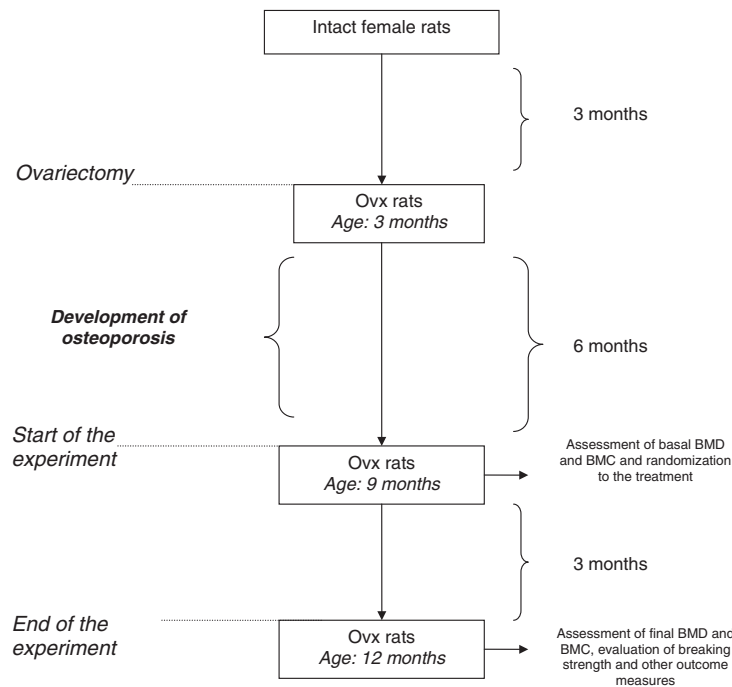 Intact female rats
3 months
Ovariectomy
Ovx rats
Age: 3 months
Development of
osteoporosis
6 months
Start of the
experiment
Ovx rats
Age: 9 months
Assessment of basal BMD
and BMC and randomization
to the treatment
3 months
End of the
experiment
Ovx rats
Age: 12 months
Assessment of final BMD and
BMC, evaluation of breaking
strength and other outcome
measures